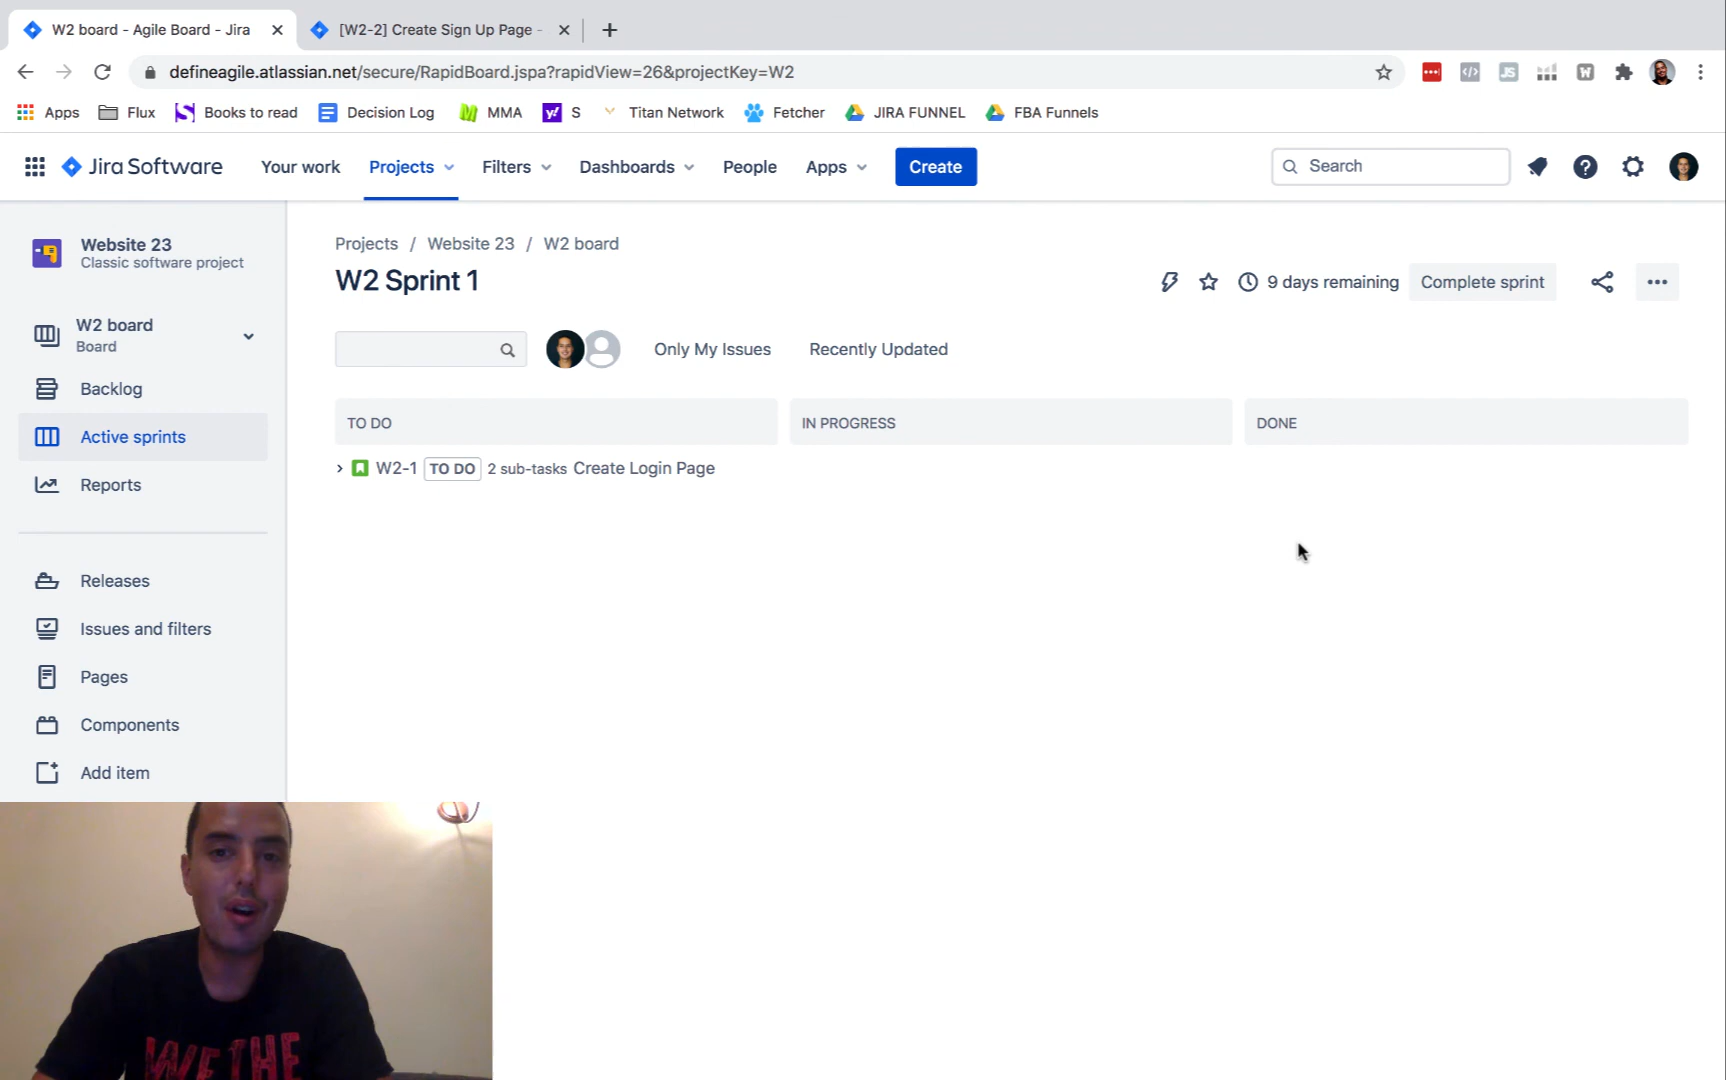 W2 board - Agile Board - Jira
[W2-2] Create Sign Up Page -
defineagile.atlassian.net/secure/RapidBoard.jspa?rapidView=26&projectKey=W2
Apps Flux Books to read Decision Log MMA S Titan Network Fetcher JIRA FUNNEL FBA Funnels
Jira Software Your work Projects Filters Dashboards People Apps Create Search
Website 23
Classic software project
W2 board
Board
Backlog
Active sprints
Reports
Releases
Issues and filters
Pages
Components
Add item
Projects / Website 23 / W2 board
W2 Sprint 1
9 days remaining Complete sprint
Only My Issues Recently Updated
TO DO IN PROGRESS DONE
W2-1 TO DO 2 sub-tasks Create Login Page
WE THE